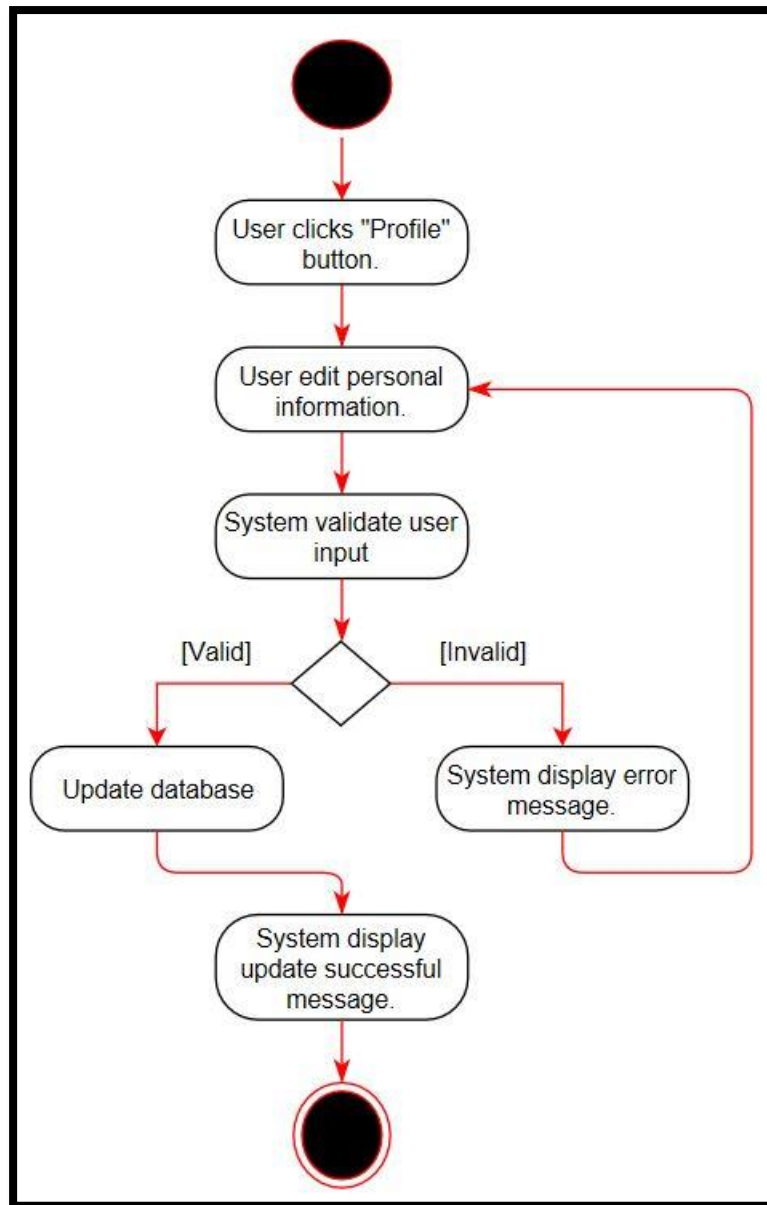 User clicks "Profile"
button.
User edit personal
information.
System validate user
input
[Valid]
[Invalid]
Update database
System display error
message.
System display
update successful
message.